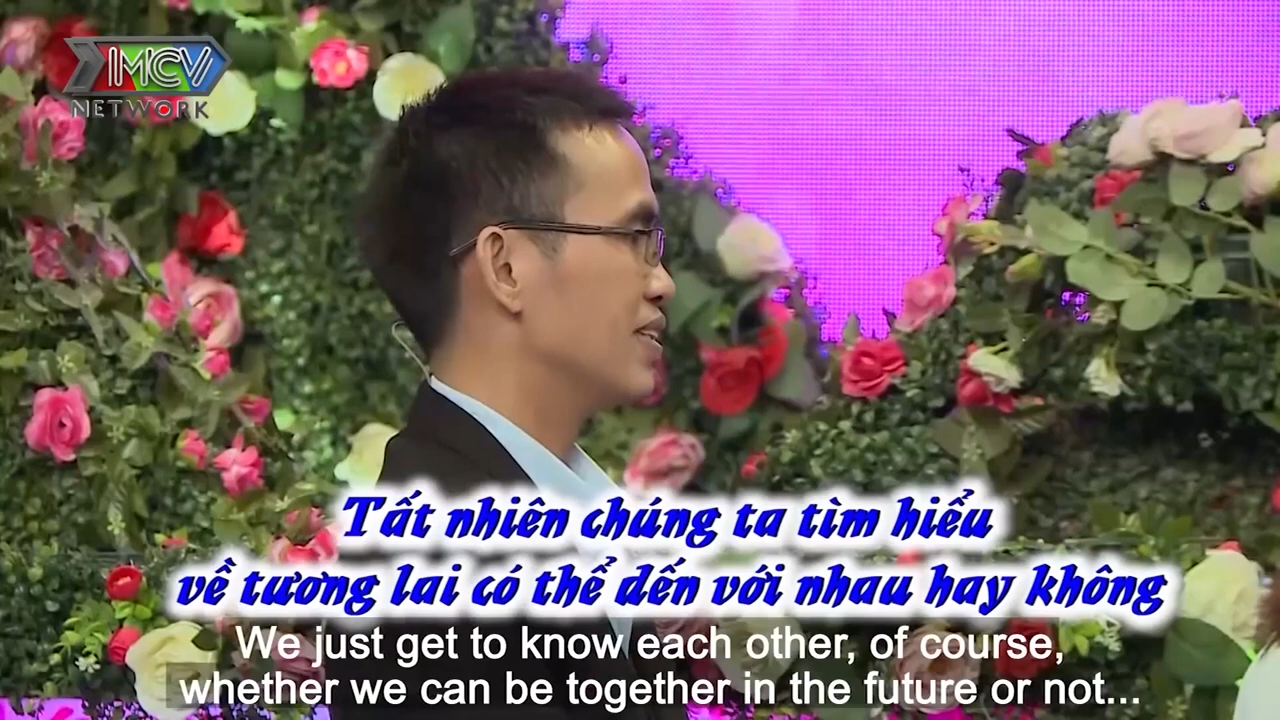 MCV
NETWORK
Tất nhiên chúng ta tìm hiểu
về tương lai có thể đến với nhau hay không
We just get to know each other, of course,
whether we can be together in the future or not...